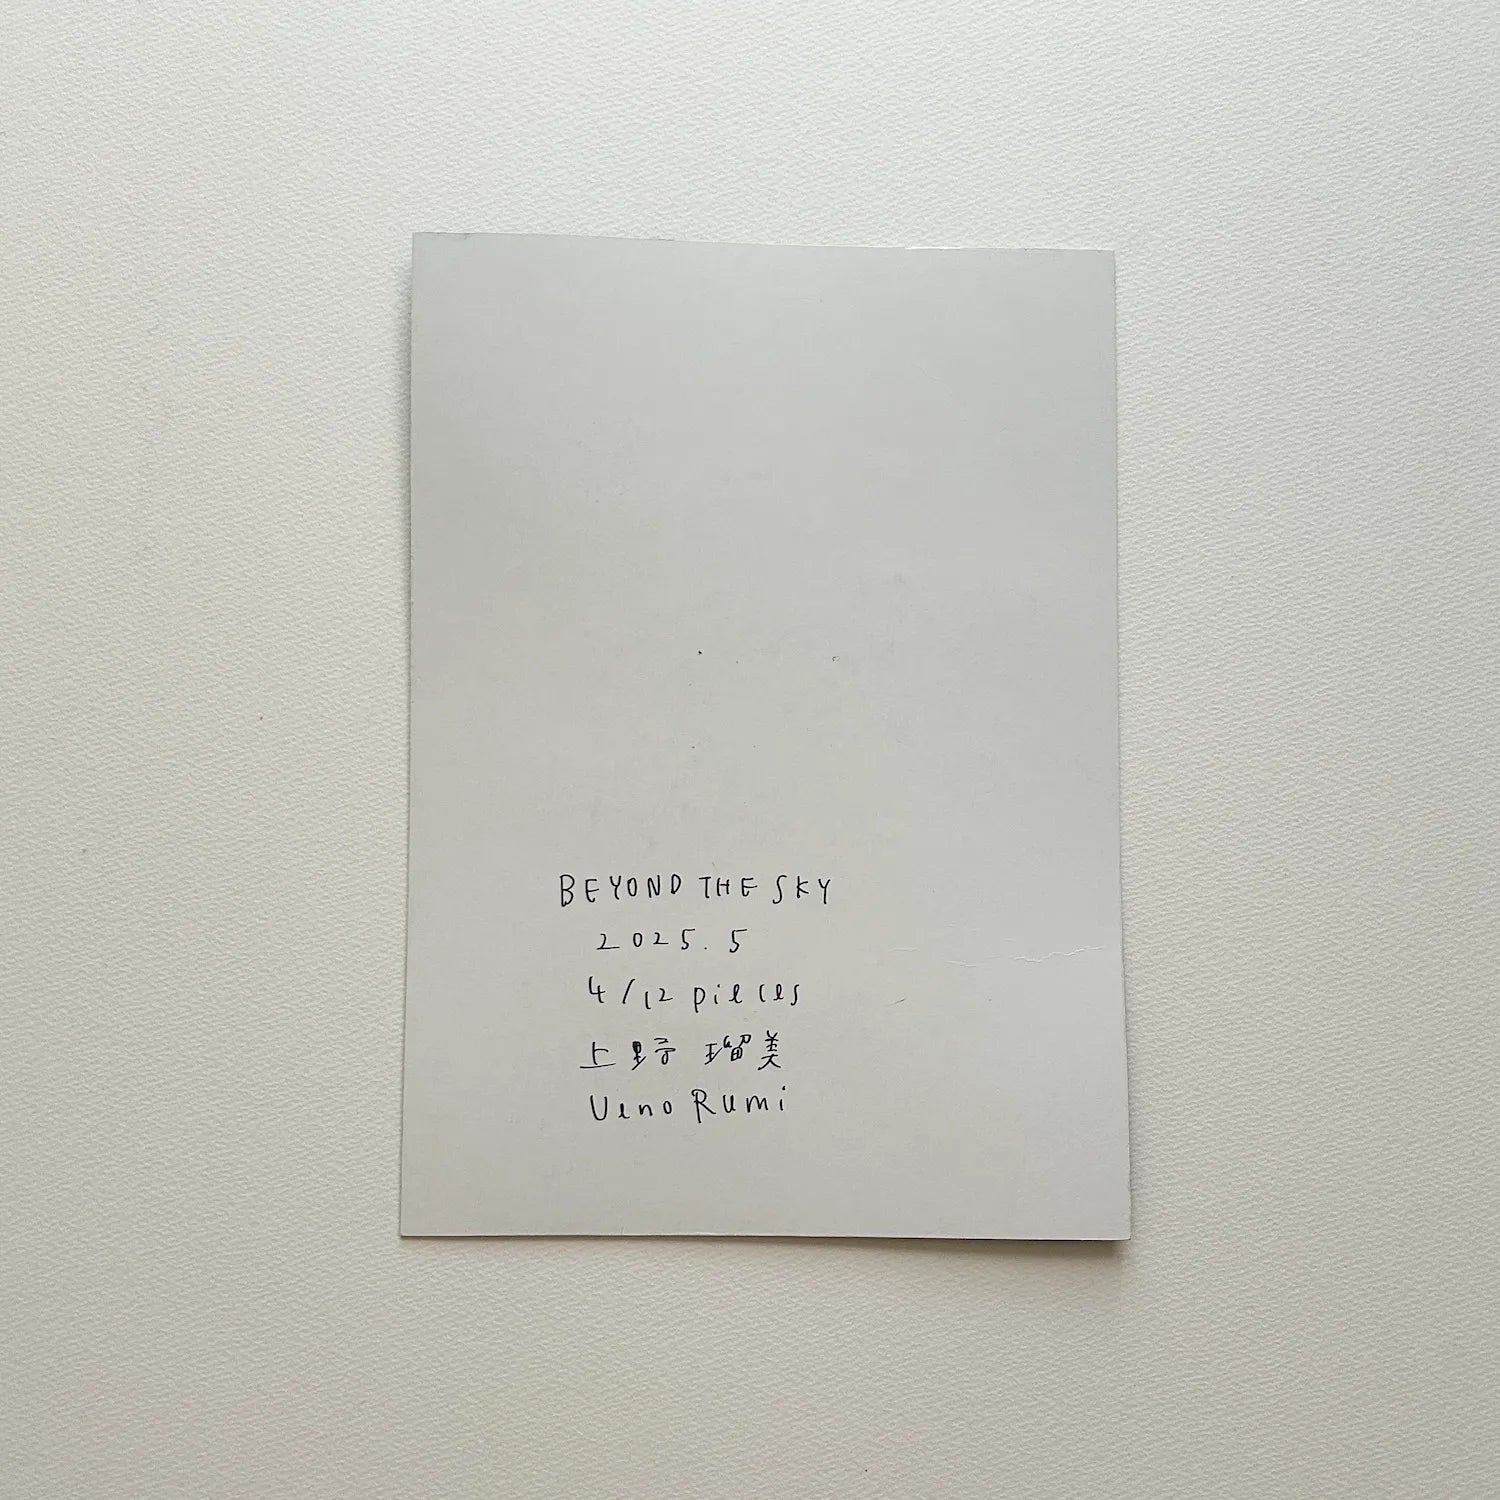 BEYOND THE SKY
2025.5
4/12 pieces
上野 瑠美
Ueno Rumi